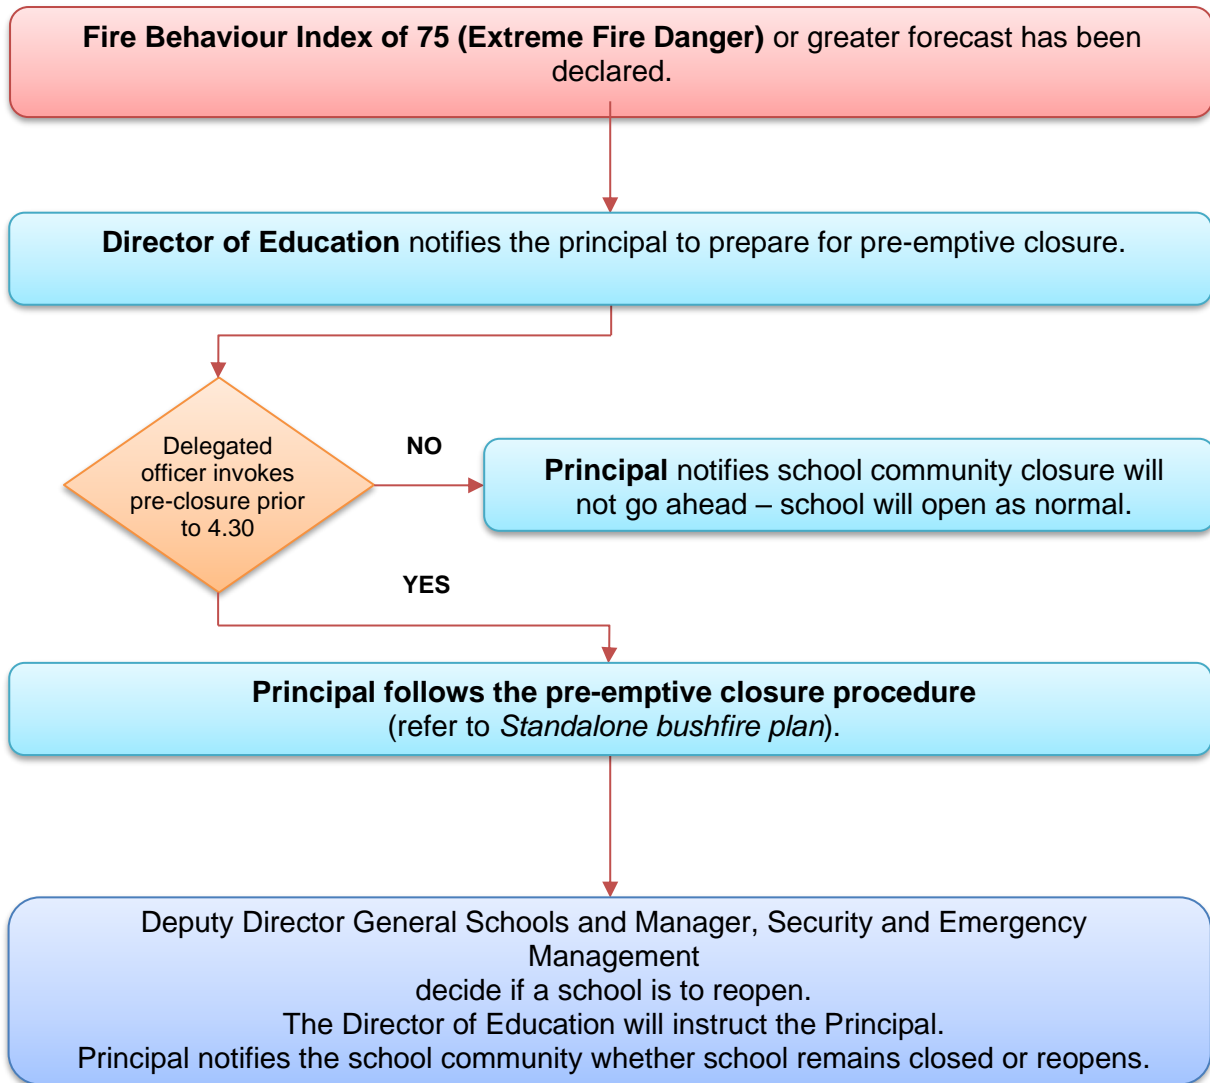 Fire Behaviour Index of 75 (Extreme Fire Danger) or greater forecast has been
declared.
Director of Education notifies the principal to prepare for pre-emptive closure.
Delegated
officer invokes
pre-closure prior
to 4.30
NO
Principal notifies school community closure will
not go ahead – school will open as normal.
YES
Principal follows the pre-emptive closure procedure
(refer to Standalone bushfire plan).
Deputy Director General Schools and Manager, Security and Emergency
Management
decide if a school is to reopen.
The Director of Education will instruct the Principal.
Principal notifies the school community whether school remains closed or reopens.